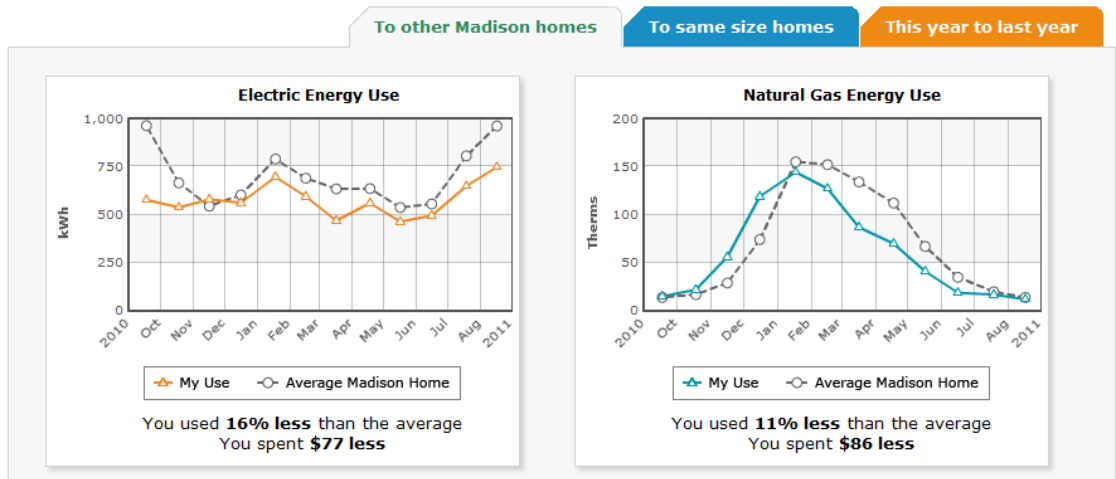 To other Madison homes
To same size homes
This year to last year
Electric Energy Use
1,000
750
500
250
0
kWh
2010 Oct Nov Dec Jan Feb Mar Apr May Jun Jul Aug 2011
My Use Average Madison Home
You used 16% less than the average
You spent $77 less
Natural Gas Energy Use
200
150
100
50
0
Therms
2010 Oct Nov Dec Jan Feb Mar Apr May Jun Jul Aug 2011
My Use Average Madison Home
You used 11% less than the average
You spent $86 less